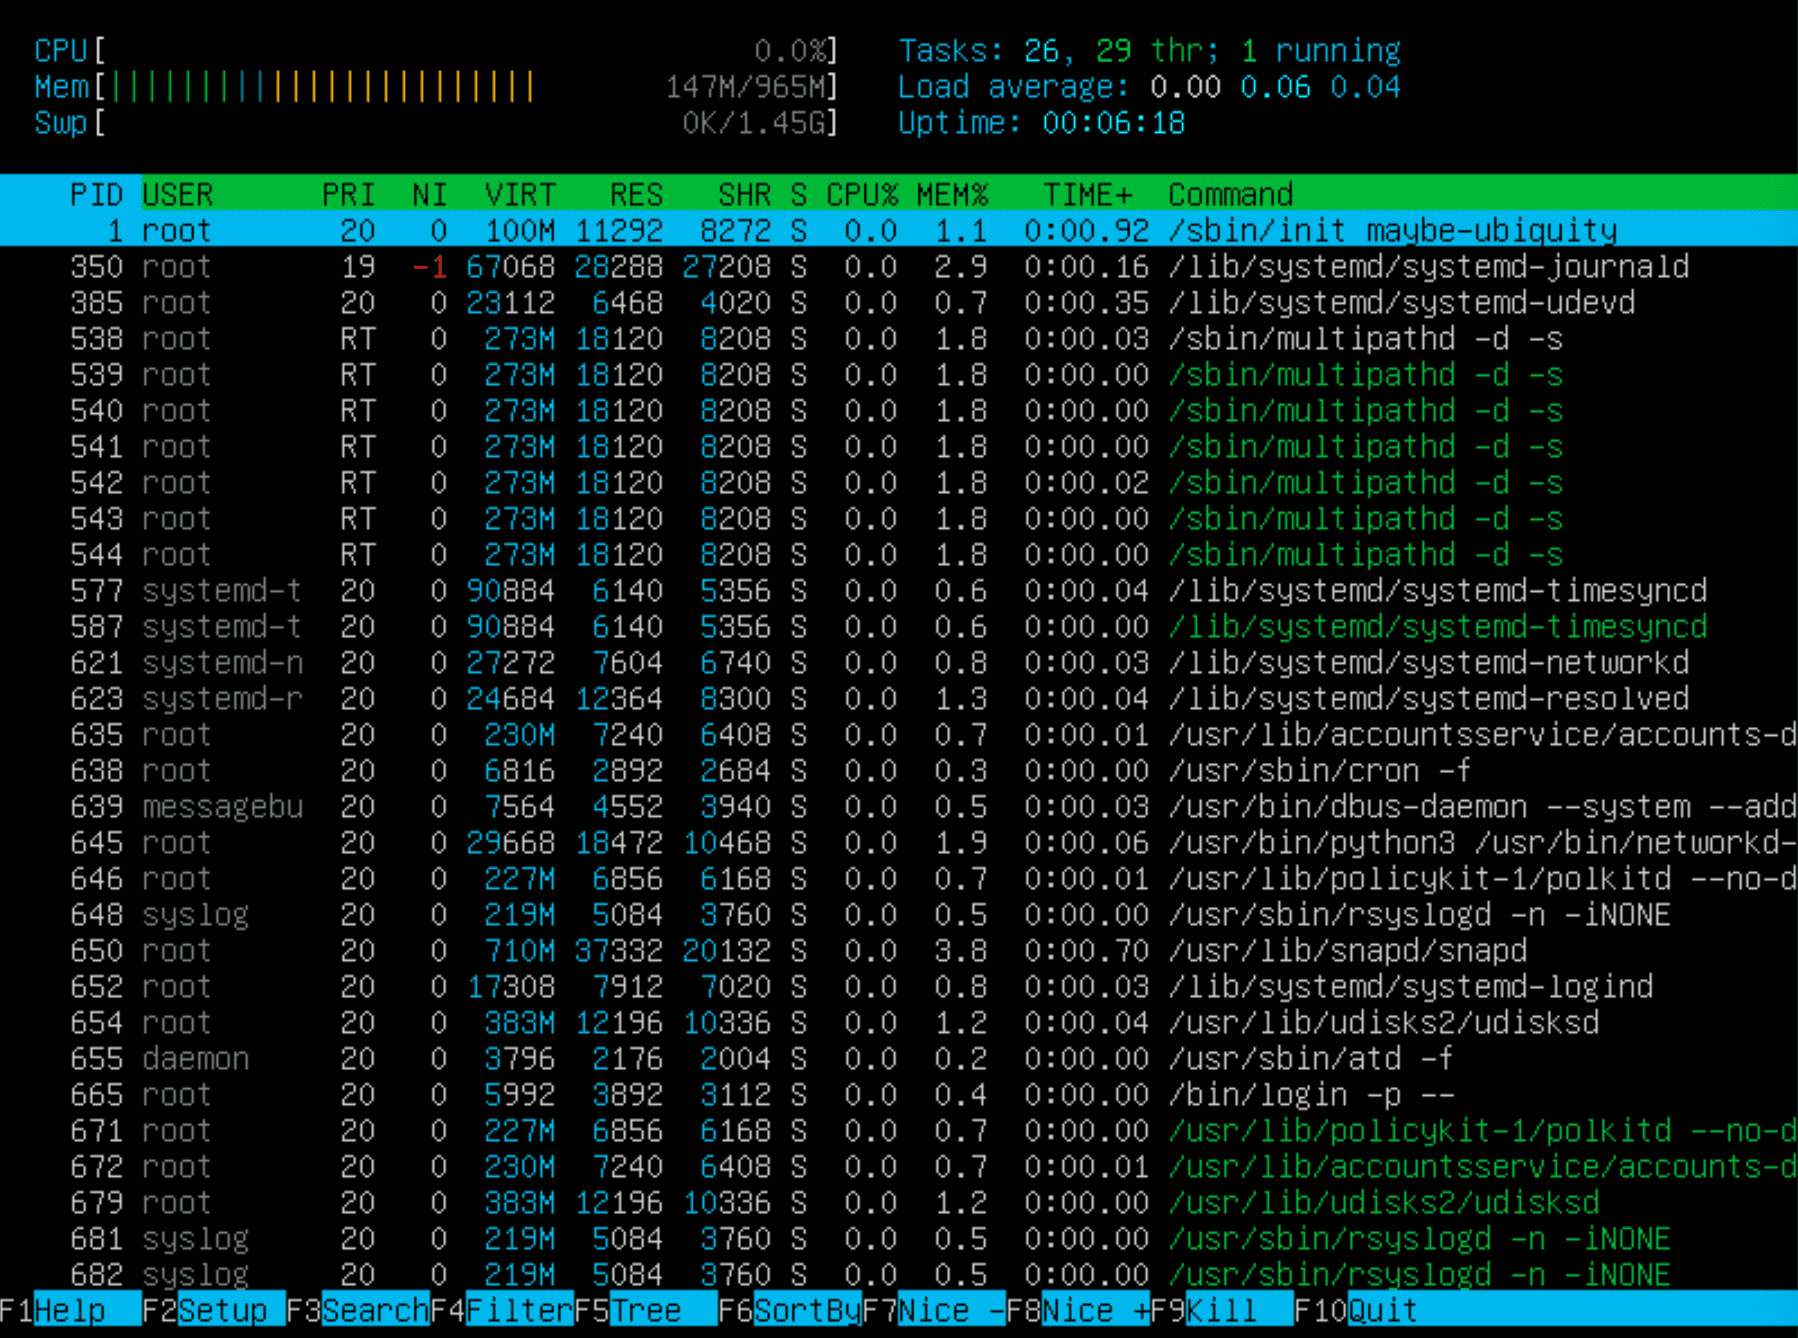 CPU[ 0.0%] Tasks: 26, 29 thr; 1 running
Mem[|||||||||||||||||||||||| 147M/965M] Load average: 0.00 0.06 0.04
Swp[ 0K/1.45G] Uptime: 00:06:18
PID USER PRI NI VIRT RES SHR S CPU% MEM% TIME+ Command
1 root 20 0 100M 11292 8272 S 0.0 1.1 0:00.92 /sbin/init maybe-ubiquity
350 root 19 -1 67068 28288 27208 S 0.0 2.9 0:00.16 /lib/systemd/systemd-journald
385 root 20 0 23112 6468 4020 S 0.0 0.7 0:00.35 /lib/systemd/systemd-udevd
538 root RT 0 273M 18120 8208 S 0.0 1.8 0:00.03 /sbin/multipathd -d -s
539 root RT 0 273M 18120 8208 S 0.0 1.8 0:00.00 /sbin/multipathd -d -s
540 root RT 0 273M 18120 8208 S 0.0 1.8 0:00.00 /sbin/multipathd -d -s
541 root RT 0 273M 18120 8208 S 0.0 1.8 0:00.00 /sbin/multipathd -d -s
542 root RT 0 273M 18120 8208 S 0.0 1.8 0:00.02 /sbin/multipathd -d -s
543 root RT 0 273M 18120 8208 S 0.0 1.8 0:00.00 /sbin/multipathd -d -s
544 root RT 0 273M 18120 8208 S 0.0 1.8 0:00.00 /sbin/multipathd -d -s
577 systemd-t 20 0 90884 6140 5356 S 0.0 0.6 0:00.04 /lib/systemd/systemd-timesyncd
587 systemd-t 20 0 90884 6140 5356 S 0.0 0.6 0:00.00 /lib/systemd/systemd-timesyncd
621 systemd-n 20 0 27272 7604 6740 S 0.0 0.8 0:00.03 /lib/systemd/systemd-networkd
623 systemd-r 20 0 24684 12364 8300 S 0.0 1.3 0:00.04 /lib/systemd/systemd-resolved
635 root 20 0 230M 7240 6408 S 0.0 0.7 0:00.01 /usr/lib/accountsservice/accounts-d
638 root 20 0 6816 2892 2684 S 0.0 0.3 0:00.00 /usr/sbin/cron -f
639 messagebu 20 0 7564 4552 3940 S 0.0 0.5 0:00.03 /usr/bin/dbus-daemon --system --add
645 root 20 0 29668 18472 10468 S 0.0 1.9 0:00.06 /usr/bin/python3 /usr/bin/networkd-
646 root 20 0 227M 6856 6168 S 0.0 0.7 0:00.01 /usr/lib/policykit-1/polkitd --no-d
648 syslog 20 0 219M 5084 3760 S 0.0 0.5 0:00.00 /usr/sbin/rsyslogd -n -iNONE
650 root 20 0 710M 37332 20132 S 0.0 3.8 0:00.70 /usr/lib/snapd/snapd
652 root 20 0 17308 7912 7020 S 0.0 0.8 0:00.03 /lib/systemd/systemd-logind
654 root 20 0 383M 12196 10336 S 0.0 1.2 0:00.04 /usr/lib/udisks2/udisksd
655 daemon 20 0 3796 2176 2004 S 0.0 0.2 0:00.00 /usr/sbin/atd -f
665 root 20 0 5992 3892 3112 S 0.0 0.4 0:00.00 /bin/login -p --
671 root 20 0 227M 6856 6168 S 0.0 0.7 0:00.00 /usr/lib/policykit-1/polkitd --no-d
672 root 20 0 230M 7240 6408 S 0.0 0.7 0:00.01 /usr/lib/accountsservice/accounts-d
679 root 20 0 383M 12196 10336 S 0.0 1.2 0:00.00 /usr/lib/udisks2/udisksd
681 syslog 20 0 219M 5084 3760 S 0.0 0.5 0:00.00 /usr/sbin/rsyslogd -n -iNONE
682 syslog 20 0 219M 5084 3760 S 0.0 0.5 0:00.00 /usr/sbin/rsyslogd -n -iNONE
F1Help F2Setup F3SearchF4FilterF5Tree F6SortByF7Nice -F8Nice +F9Kill F10Quit